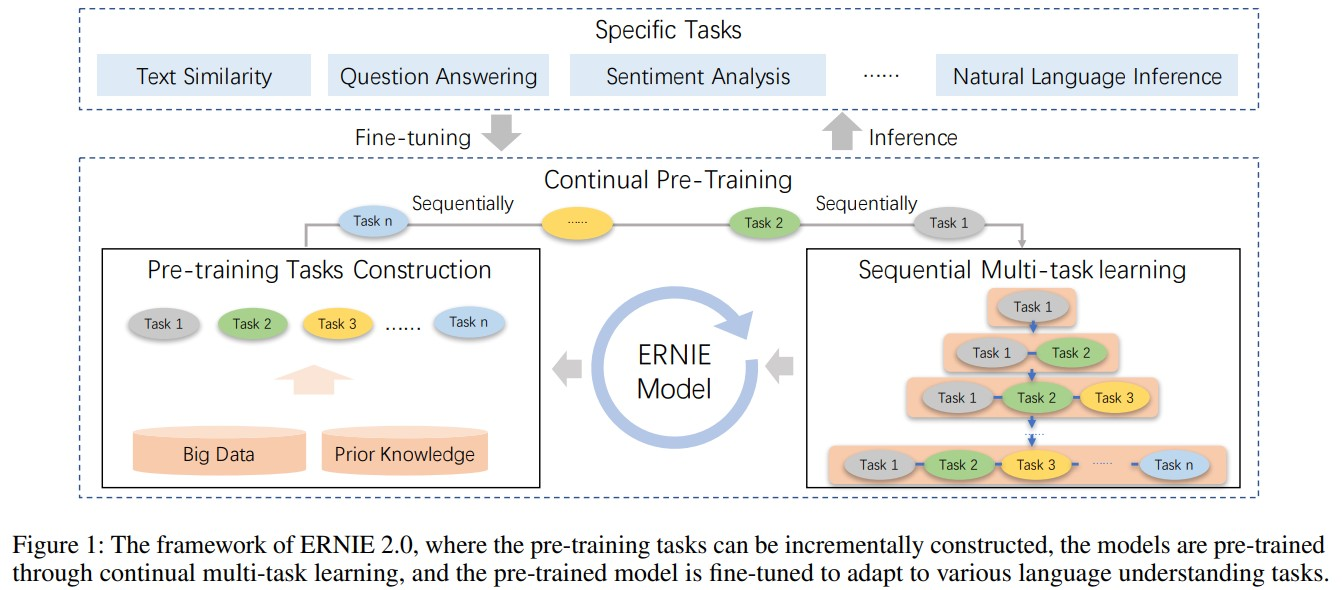 Specific Tasks
Text Similarity
Question Answering
Sentiment Analysis
......
Natural Language Inference
Fine-tuning
Inference
Continual Pre-Training
Task n
Sequentially
......
Task 2
Sequentially
Task 1
Pre-training Tasks Construction
Task 1
Task 2
Task 3
......
Task n
Big Data
Prior Knowledge
ERNIE
Model
Sequential Multi-task learning
Task 1
Task 1
Task 2
Task 1
Task 2
Task 3
......
Task 1
Task 2
Task 3
......
Task n
Figure 1: The framework of ERNIE 2.0, where the pre-training tasks can be incrementally constructed, the models are pre-trained
through continual multi-task learning, and the pre-trained model is fine-tuned to adapt to various language understanding tasks.